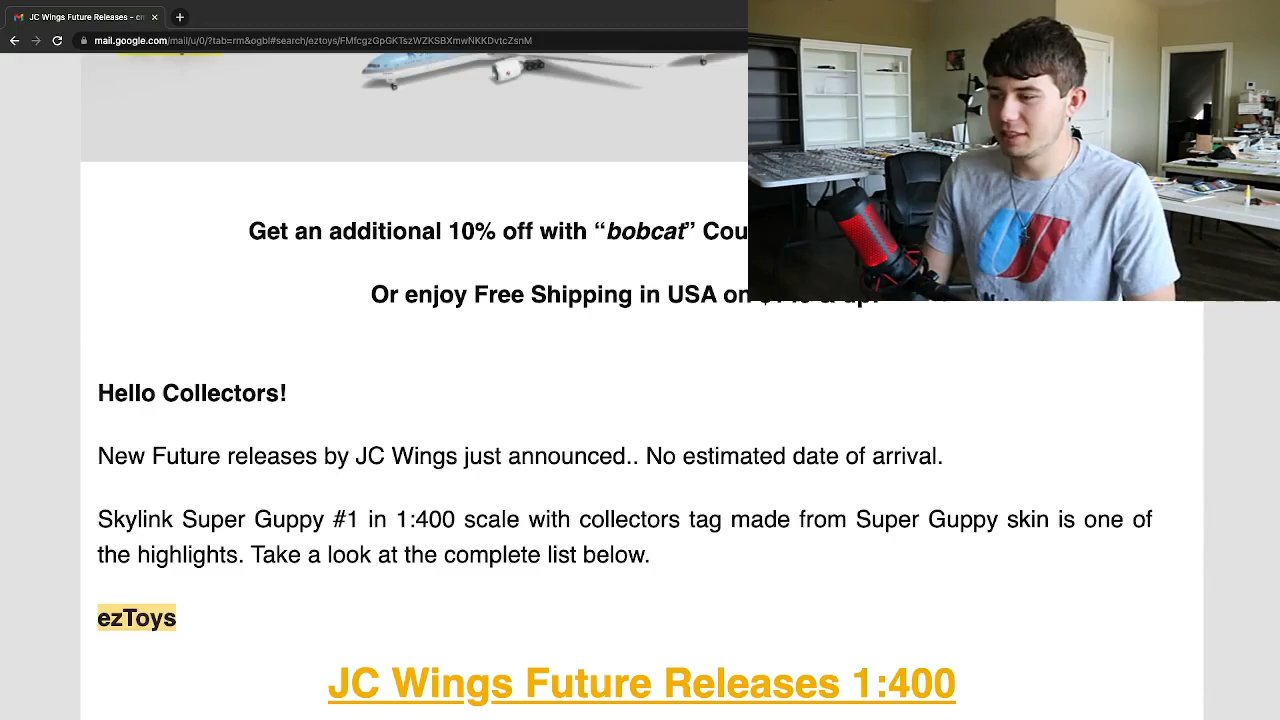 JC Wings Future Releases - cm
mail.google.com/mail/u/0/?tab=rm&ogbl#search/eztoys/FMfcgzGpGKTszWZKSBXmwNKKDvtcZsnM
Get an additional 10% off with “bobcat” Cou
Or enjoy Free Shipping in USA on
Hello Collectors!
New Future releases by JC Wings just announced.. No estimated date of arrival.
Skylink Super Guppy #1 in 1:400 scale with collectors tag made from Super Guppy skin is one of
the highlights. Take a look at the complete list below.
ezToys
JC Wings Future Releases 1:400